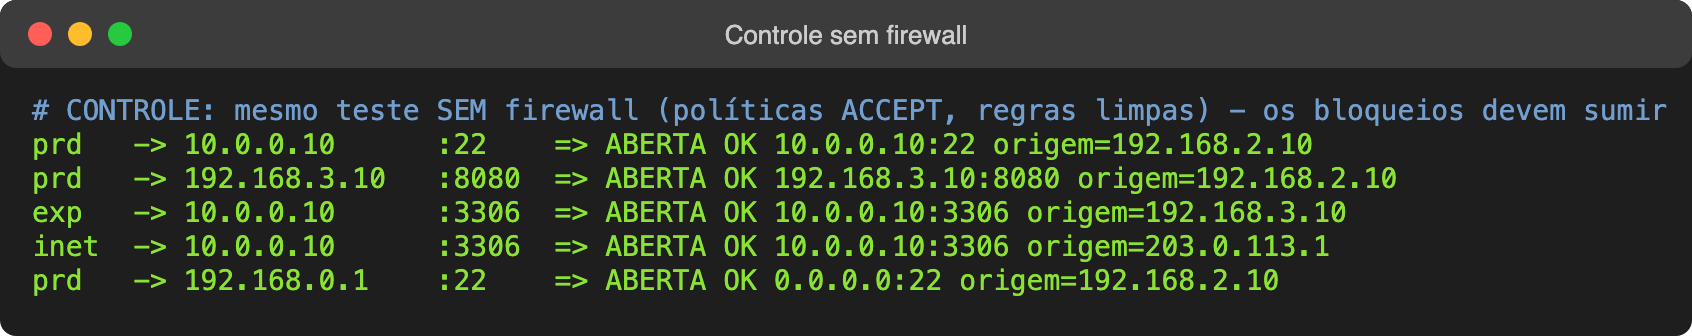 Controle sem firewall
# CONTROLE: mesmo teste SEM firewall (políticas ACCEPT, regras limpas) — os bloqueios devem sumir
prd   -> 10.0.0.10      :22    => ABERTA OK 10.0.0.10:22 origem=192.168.2.10
prd   -> 192.168.3.10   :8080  => ABERTA OK 192.168.3.10:8080 origem=192.168.2.10
exp   -> 10.0.0.10      :3306  => ABERTA OK 10.0.0.10:3306 origem=192.168.3.10
inet  -> 10.0.0.10      :3306  => ABERTA OK 10.0.0.10:3306 origem=203.0.113.1
prd   -> 192.168.0.1    :22    => ABERTA OK 0.0.0.0:22 origem=192.168.2.10